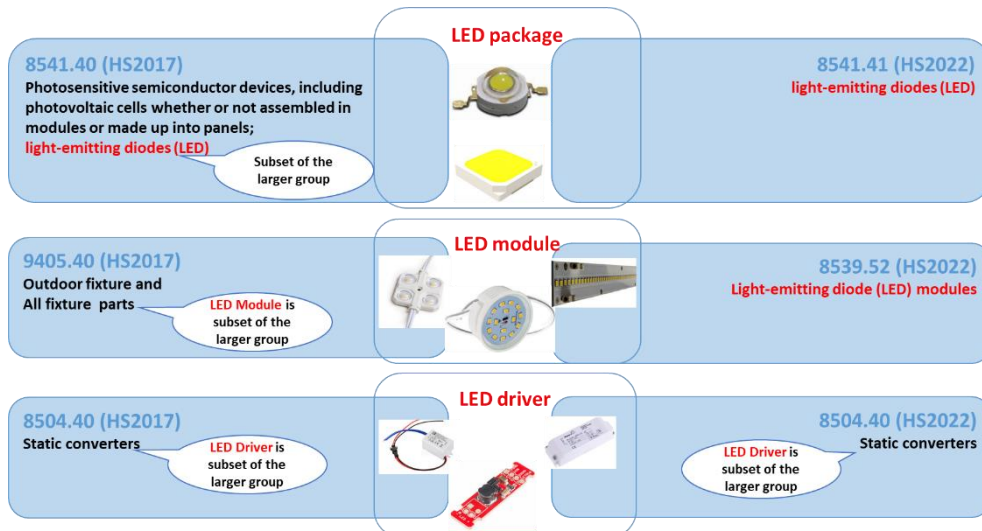 LED package
8541.40 (HS2017)
Photosensitive semiconductor devices, including
photovoltaic cells whether or not assembled in
modules or made up into panels;
light-emitting diodes (LED)
Subset of the
larger group
8541.41 (HS2022)
light-emitting diodes (LED)
LED module
9405.40 (HS2017)
Outdoor fixture and
All fixture parts
LED Module is
subset of the
larger group
8539.52 (HS2022)
Light-emitting diode (LED) modules
LED driver
8504.40 (HS2017)
Static converters
LED Driver is
subset of the
larger group
8504.40 (HS2022)
Static converters
LED Driver is
subset of the
larger group